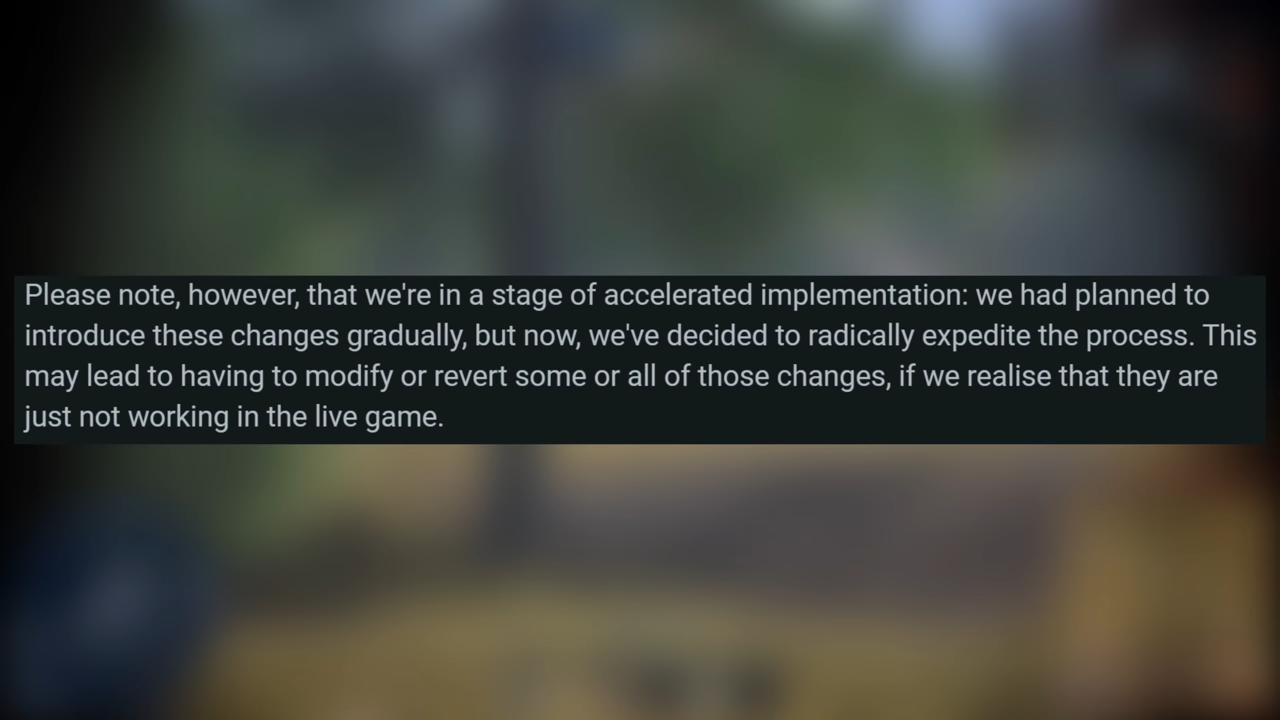 Please note, however, that we're in a stage of accelerated implementation: we had planned to
introduce these changes gradually, but now, we've decided to radically expedite the process. This
may lead to having to modify or revert some or all of those changes, if we realise that they are
just not working in the live game.